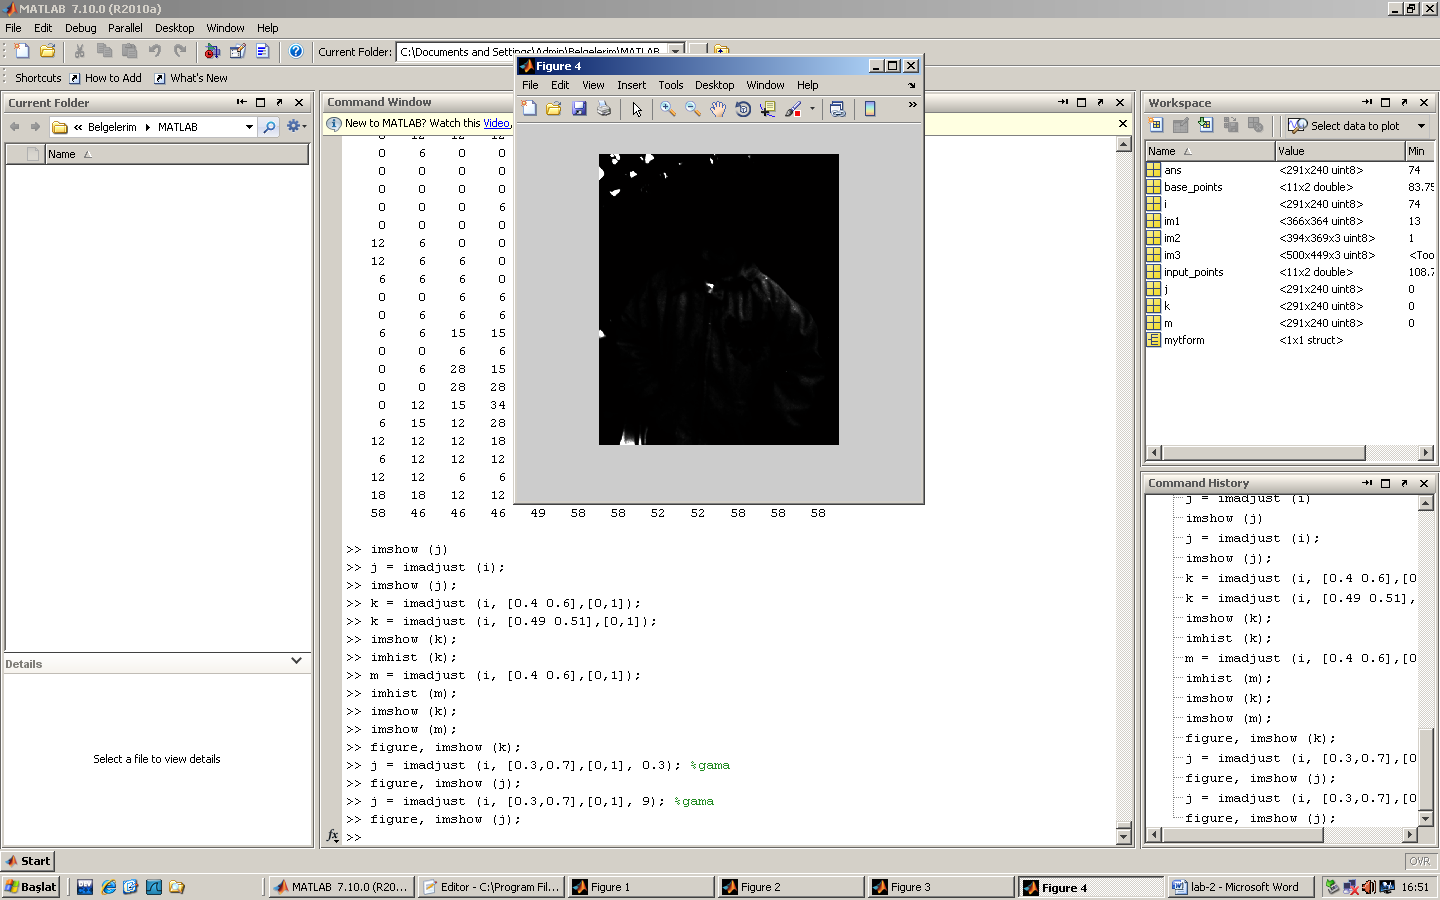 MATLAB 7.10.0 (R2010a)
File Edit Debug Parallel Desktop Window Help
Current Folder: C:\Documents and Settings\Admin\Belgelerim\MATLAB
Shortcuts How to Add What's New
Current Folder
« Belgelerim MATLAB
Name
Details
Select a file to view details
Command Window
New to MATLAB? Watch this Video,
0 6 0 0
0 0 0 0
0 0 0 0
0 0 0 6
0 0 0 0
12 6 0 0
12 6 6 0
6 6 6 0
0 0 6 6
0 6 6 6
6 6 15 15
0 0 6 6
0 6 28 15
0 0 28 28
0 12 15 34
6 15 12 28
12 12 12 18
6 12 12 12
12 12 6 6
18 18 12 12
58 46 46 46 49 58 58 52 52 58 58 58
>> imshow (j)
>> j = imadjust (i);
>> imshow (j);
>> k = imadjust (i, [0.4 0.6],[0,1]);
>> k = imadjust (i, [0.49 0.51],[0,1]);
>> imshow (k);
>> imhist (k);
>> m = imadjust (i, [0.4 0.6],[0,1]);
>> imhist (m);
>> imshow (k);
>> imshow (m);
>> figure, imshow (k);
>> j = imadjust (i, [0.3,0.7],[0,1], 0.3); %gama
>> figure, imshow (j);
>> j = imadjust (i, [0.3,0.7],[0,1], 9); %gama
>> figure, imshow (j);
fx >>
Figure 4
File Edit View Insert Tools Desktop Window Help
Workspace
Select data to plot
Name Value Min
ans <291x240 uint8> 74
base_points <11x2 double> 83.75
i <291x240 uint8> 74
im1 <366x364 uint8> 13
im2 <394x369x3 uint8> 1
im3 <500x449x3 uint8> <Too
input_points <11x2 double> 108.7
j <291x240 uint8> 0
k <291x240 uint8> 0
m <291x240 uint8> 0
mytform <1x1 struct>
Command History
j = imadjust (i)
imshow (j)
j = imadjust (i);
imshow (j);
k = imadjust (i, [0.4 0.6],[0
k = imadjust (i, [0.49 0.51],
imshow (k);
imhist (k);
m = imadjust (i, [0.4 0.6],[0
imhist (m);
imshow (k);
imshow (m);
figure, imshow (k);
j = imadjust (i, [0.3,0.7],[0
figure, imshow (j);
j = imadjust (i, [0.3,0.7],[0
figure, imshow (j);
Start
OVR
Başlat MATLAB 7.10.0 (R20... Editor - C:\Program Fil... Figure 1 Figure 2 Figure 3 Figure 4 lab-2 - Microsoft Word 16:51